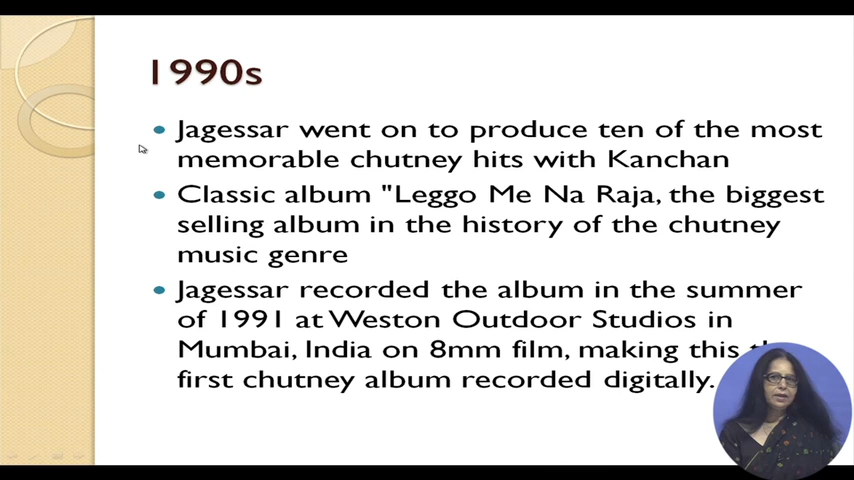 1990s
Jagessar went on to produce ten of the most
memorable chutney hits with Kanchan
Classic album "Leggo Me Na Raja, the biggest
selling album in the history of the chutney
music genre
Jagessar recorded the album in the summer
of 1991 at Weston Outdoor Studios in
Mumbai, India on 8mm film, making this
first chutney album recorded digitally.